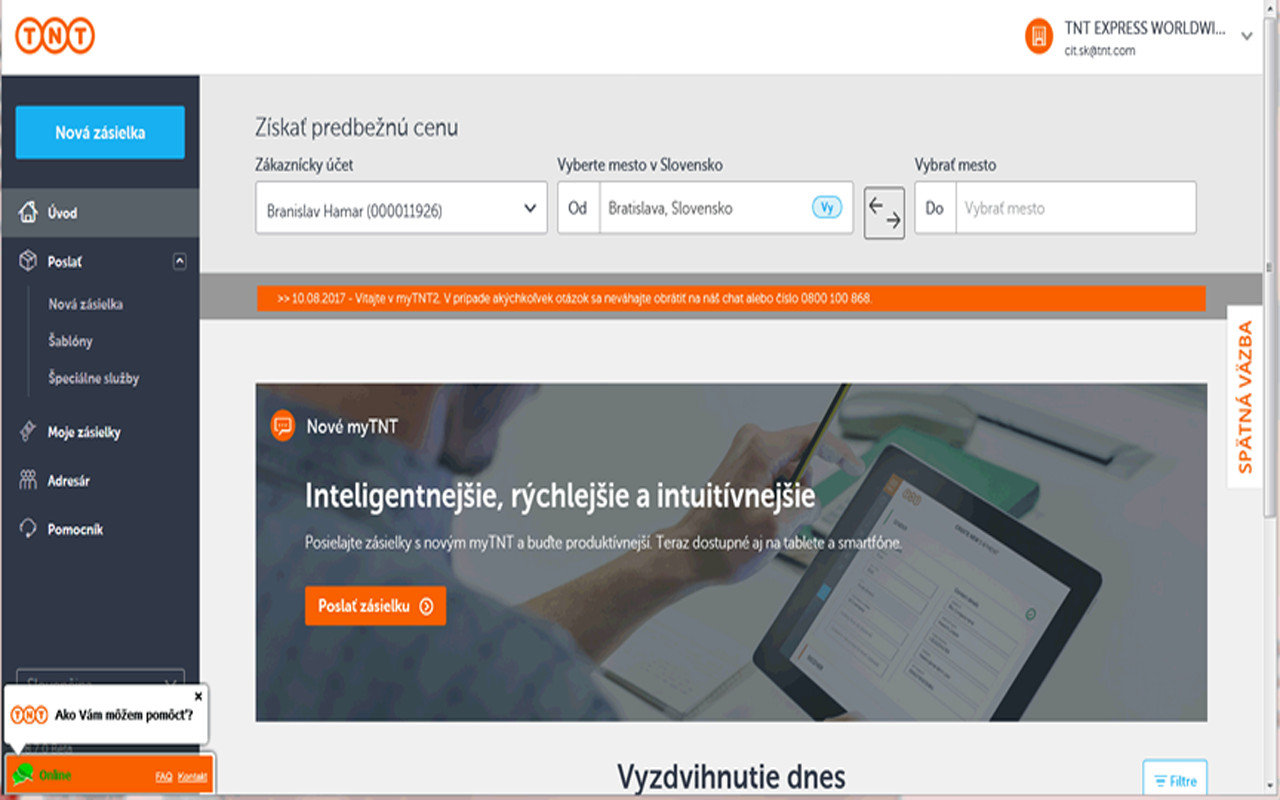 TNT
TNT EXPRESS WORLDWI...
cit.sk@tnt.com
Nová zásielka
Úvod
Poslať
Nová zásielka
Šablóny
Špeciálne služby
Moje zásielky
Adresár
Pomocník
Získať predbežnú cenu
Zákaznícky účet
Vyberte mesto v Slovensko
Vybrať mesto
Branislav Hamar (000011926)
Od
Bratislava, Slovensko
Vy
Do
Vybrať mesto
>> 10.08.2017 - Vitajte v myTNT2. V prípade akýchkoľvek otázok sa neváhajte obrátiť na náš chat alebo číslo 0800 100 868.
SPÄTNÁ VÄZBA
Nové myTNT
Inteligentnejšie, rýchlejšie a intuitívnejšie
Posielajte zásielky s novým myTNT a buďte produktívnejší. Teraz dostupné aj na tablete a smartfóne.
Poslať zásielku
Vyzdvihnutie dnes
Filtre
TNT Ako Vám môžem pomôcť?
Online
FAQ Kontakt